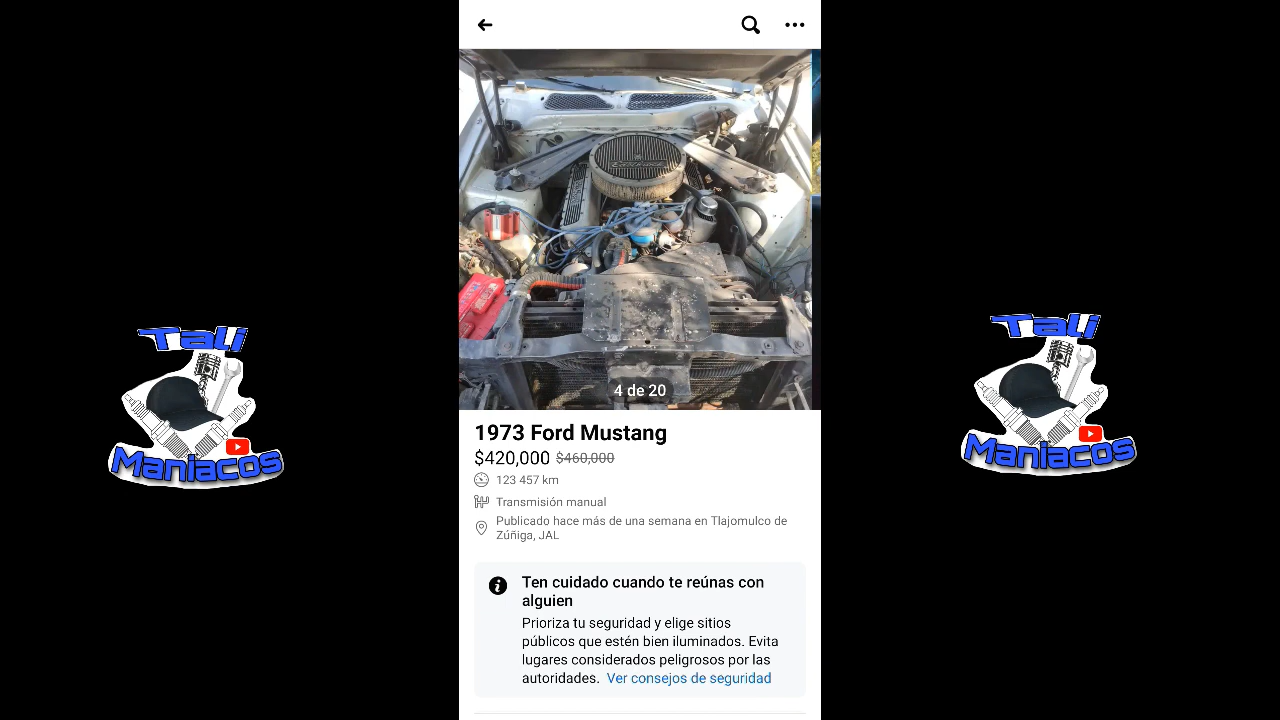 4 de 20
1973 Ford Mustang
$420,000 $460,000
123 457 km
Transmisión manual
Publicado hace más de una semana en Tlajomulco de
Zúñiga, JAL
Ten cuidado cuando te reúnas con
alguien
Prioriza tu seguridad y elige sitios
públicos que estén bien iluminados. Evita
lugares considerados peligrosos por las
autoridades. Ver consejos de seguridad
Tali
Maniacos
Tali
Maniacos